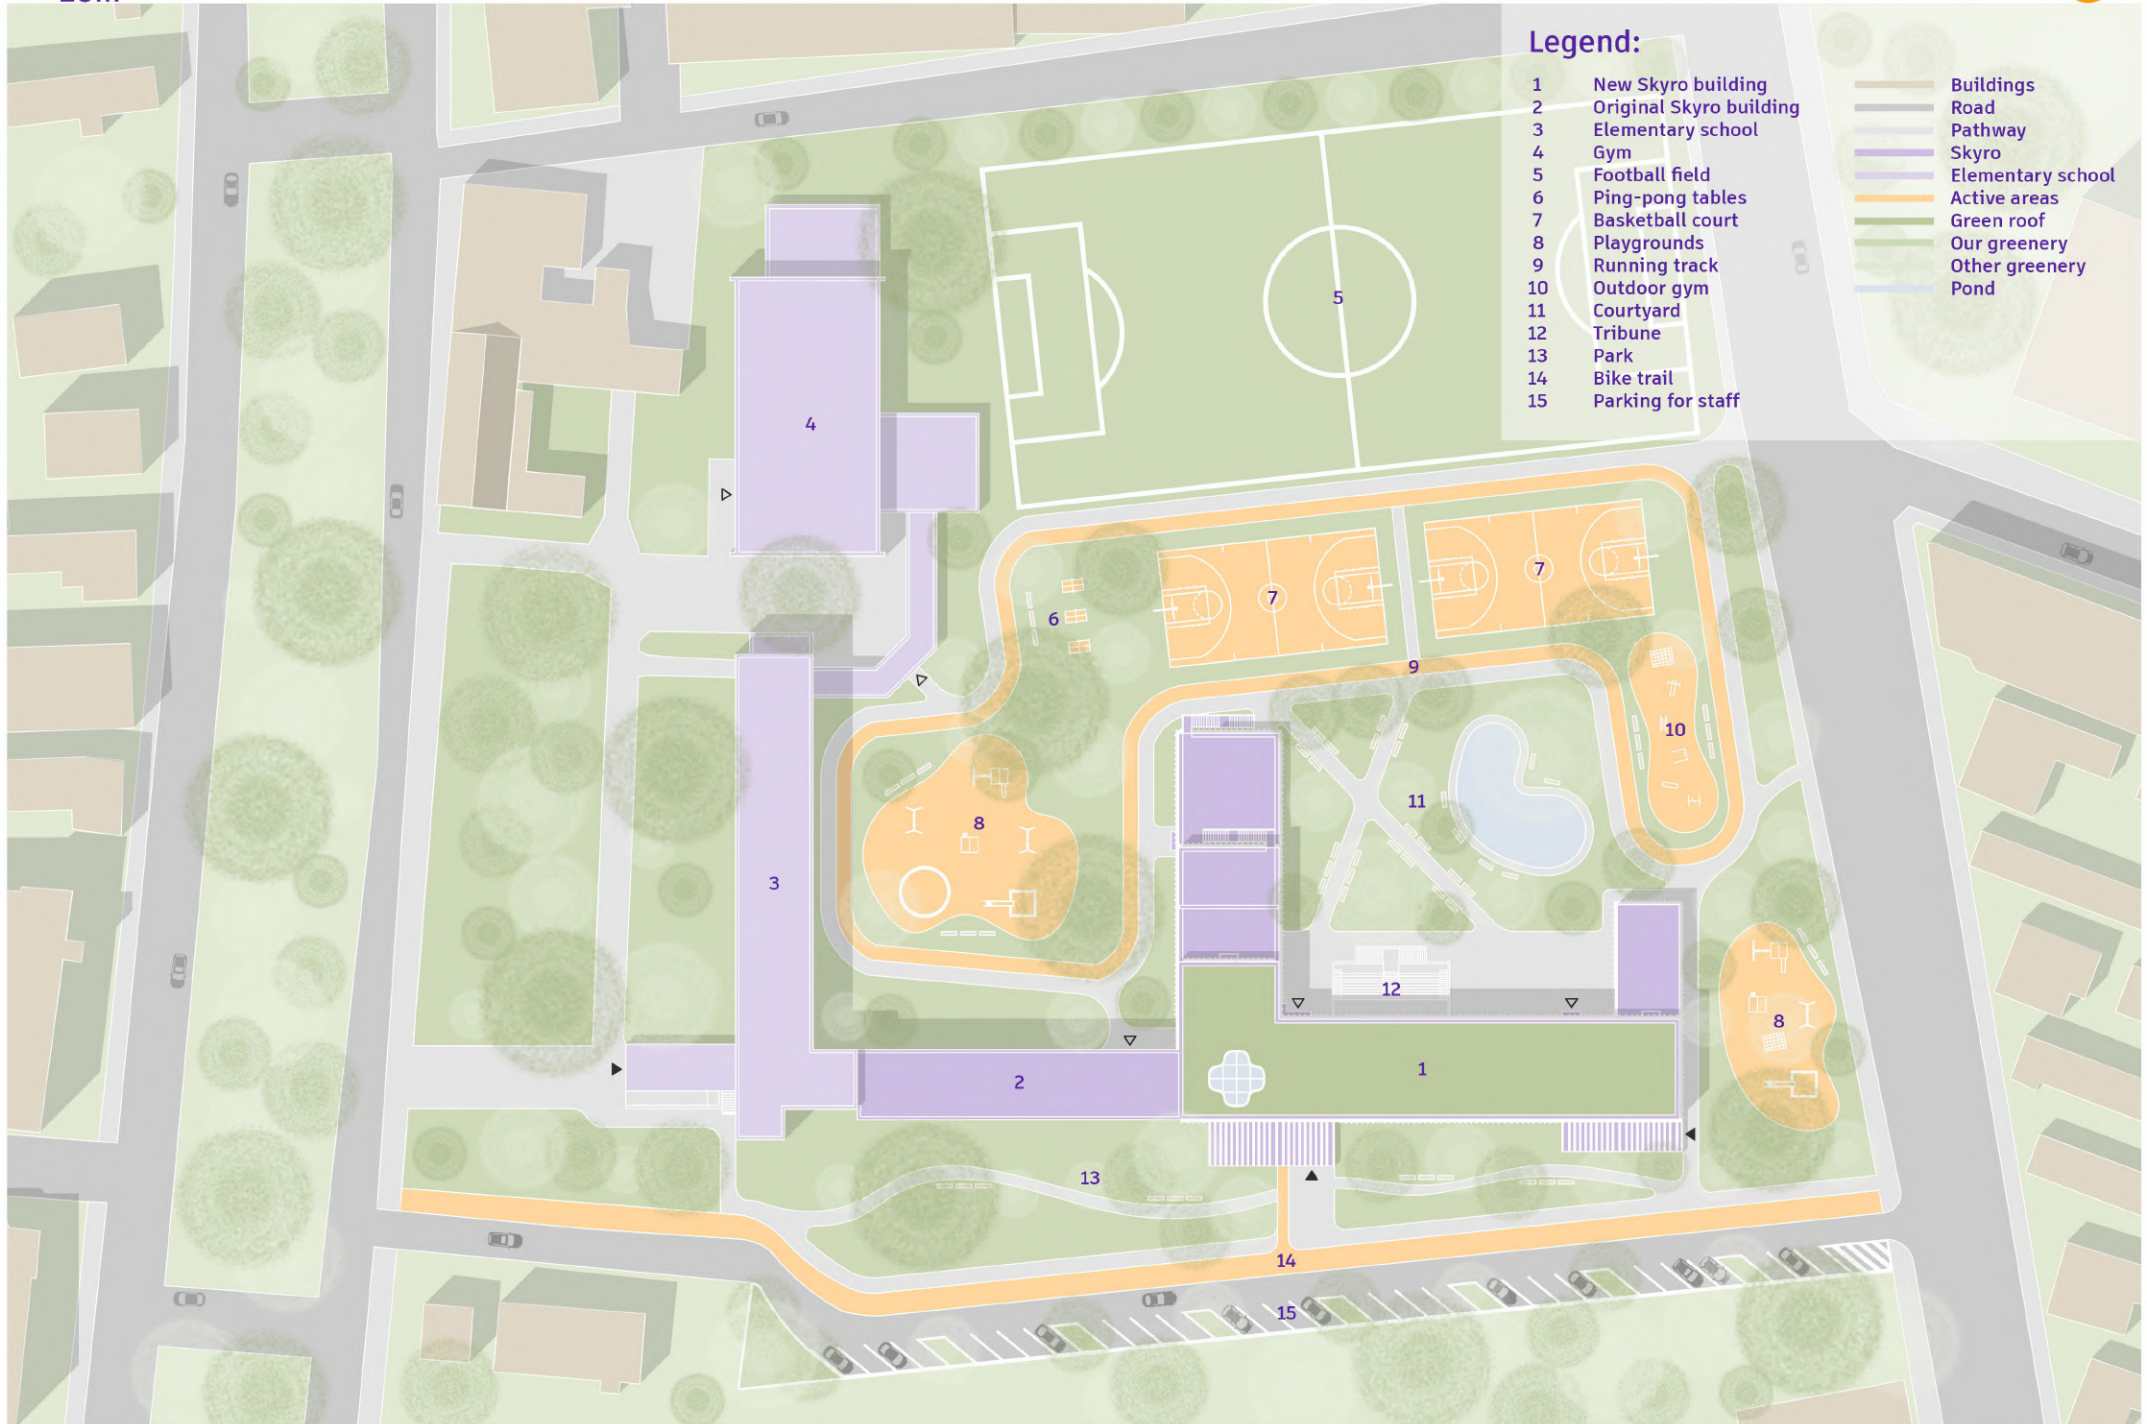 Legend:
1 New Skyro building
2 Original Skyro building
3 Elementary school
4 Gym
5 Football field
6 Ping-pong tables
7 Basketball court
8 Playgrounds
9 Running track
10 Outdoor gym
11 Courtyard
12 Tribune
13 Park
14 Bike trail
15 Parking for staff
Buildings
Road
Pathway
Skyro
Elementary school
Active areas
Green roof
Our greenery
Other greenery
Pond
5
4
7
7
6
9
10
11
8
3
12
8
1
2
13
14
15